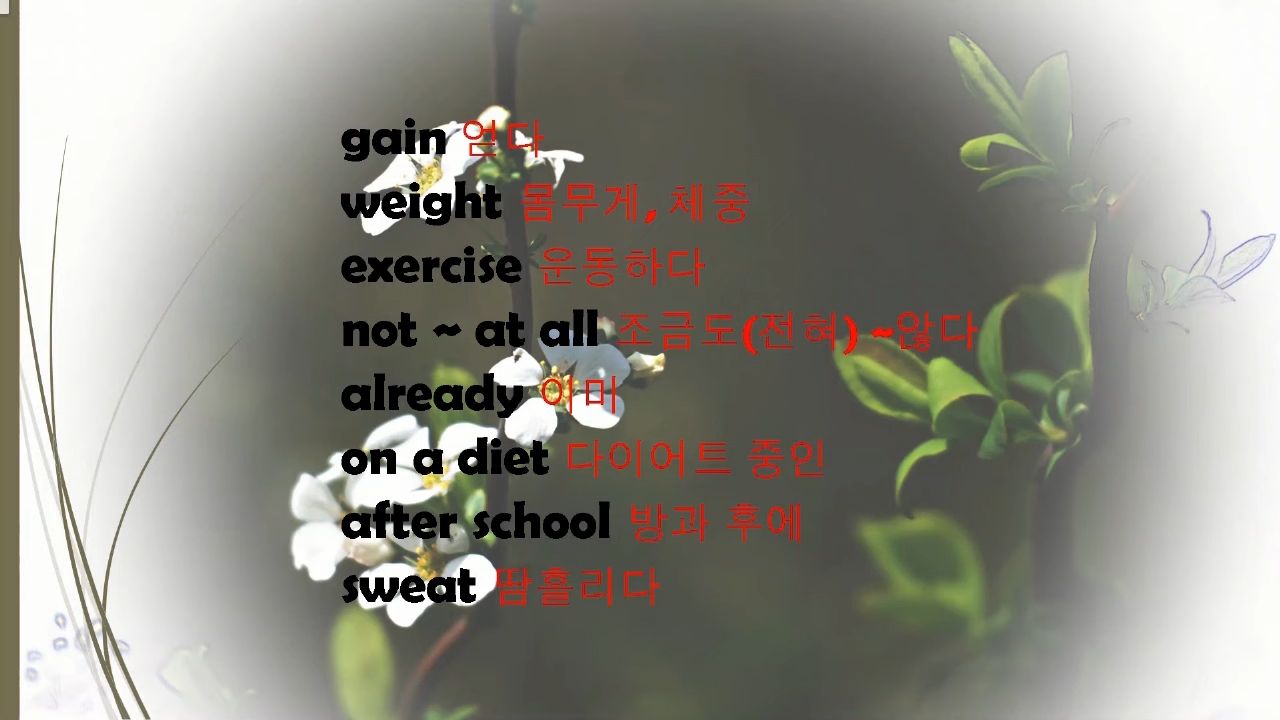 gain 얻다
weight 몸무게, 체중
exercise 운동하다
not ~ at all 조금도(전혀) ~않다
already 이미
on a diet 다이어트 중인
after school 방과 후에
sweat 땀흘리다